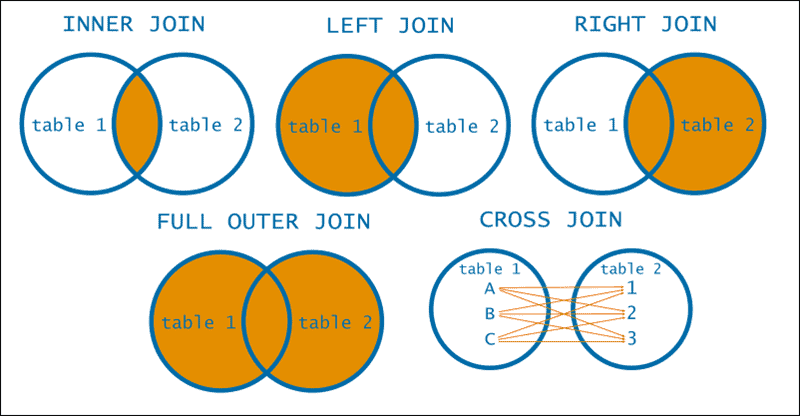 INNER JOIN
LEFT JOIN
RIGHT JOIN
table 1
table 2
table 1
table 2
table 1
table 2
FULL OUTER JOIN
CROSS JOIN
table 1
table 2
table 1
table 2
A
1
B
2
C
3